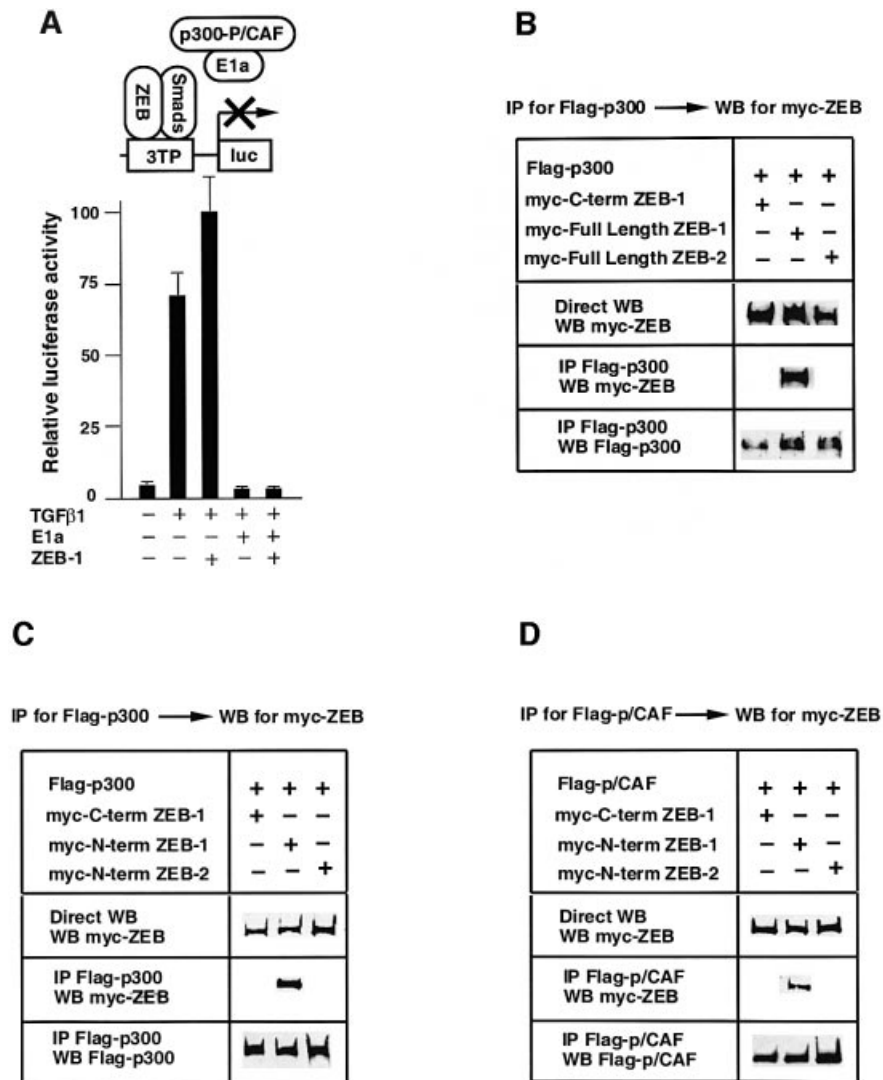 A
p300-P/CAF
E1a
ZEB
Smads
3TP
luc
Relative luciferase activity
100
75
50
25
0
TGFβ1 − + + + +
E1a − − − + +
ZEB-1 − − + − +
B
IP for Flag-p300 → WB for myc-ZEB
Flag-p300 + + +
myc-C-term ZEB-1 + − −
myc-Full Length ZEB-1 − + −
myc-Full Length ZEB-2 − − +
Direct WB
WB myc-ZEB
IP Flag-p300
WB myc-ZEB
IP Flag-p300
WB Flag-p300
C
IP for Flag-p300 → WB for myc-ZEB
Flag-p300 + + +
myc-C-term ZEB-1 + − −
myc-N-term ZEB-1 − + −
myc-N-term ZEB-2 − − +
Direct WB
WB myc-ZEB
IP Flag-p300
WB myc-ZEB
IP Flag-p300
WB Flag-p300
D
IP for Flag-p/CAF → WB for myc-ZEB
Flag-p/CAF + + +
myc-C-term ZEB-1 + − −
myc-N-term ZEB-1 − + −
myc-N-term ZEB-2 − − +
Direct WB
WB myc-ZEB
IP Flag-p/CAF
WB myc-ZEB
IP Flag-p/CAF
WB Flag-p/CAF